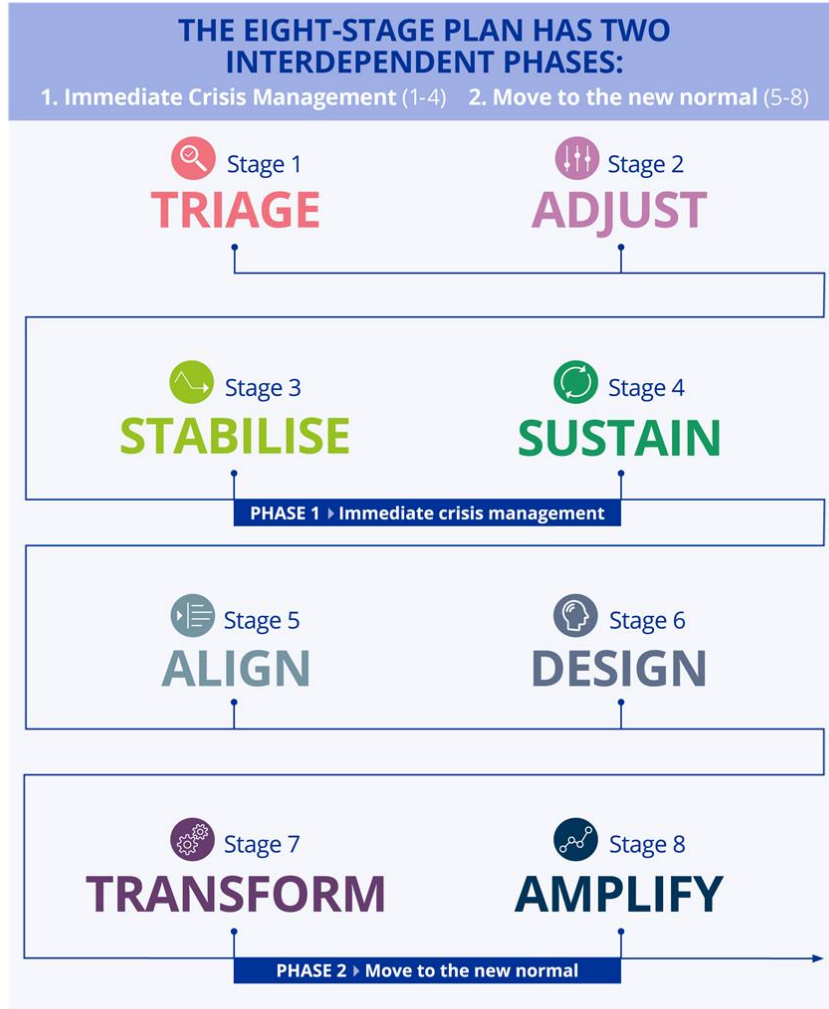 THE EIGHT-STAGE PLAN HAS TWO
INTERDEPENDENT PHASES:
1. Immediate Crisis Management (1-4) 2. Move to the new normal (5-8)
Stage 1
TRIAGE
Stage 2
ADJUST
Stage 3
STABILISE
Stage 4
SUSTAIN
PHASE 1 Immediate crisis management
Stage 5
ALIGN
Stage 6
DESIGN
Stage 7
TRANSFORM
Stage 8
AMPLIFY
PHASE 2 Move to the new normal